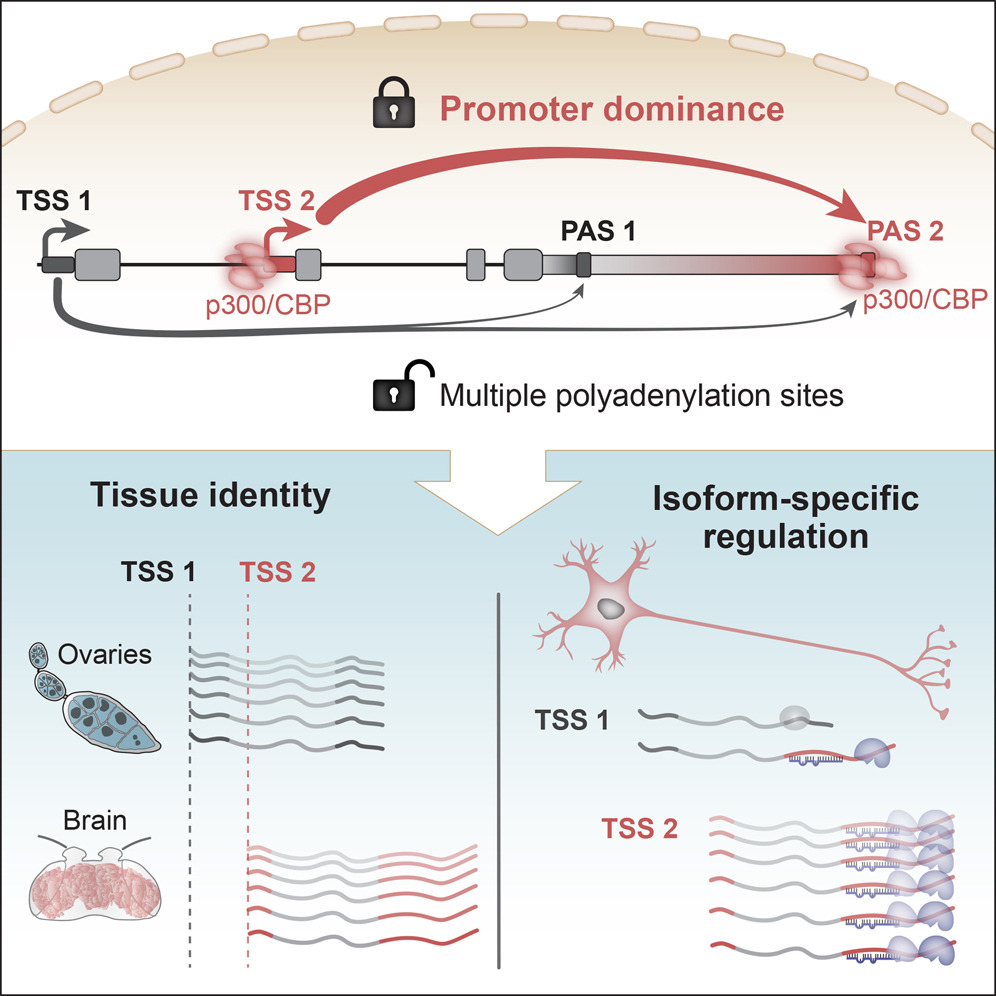 Promoter dominance
TSS 1
TSS 2
PAS 1
PAS 2
p300/CBP
p300/CBP
Multiple polyadenylation sites
Tissue identity
TSS 1
TSS 2
Ovaries
Brain
Isoform-specific
regulation
TSS 1
TSS 2